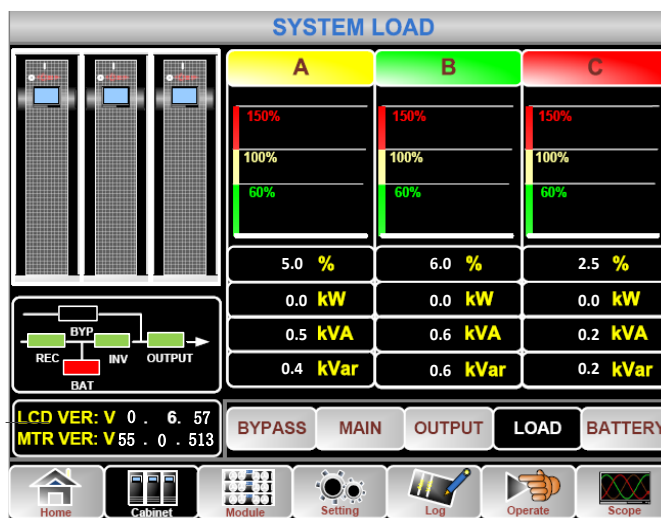 SYSTEM LOAD
A B C
150% 150% 150%
100% 100% 100%
60% 60% 60%
5.0 % 6.0 % 2.5 %
0.0 kW 0.0 kW 0.0 kW
0.5 kVA 0.6 kVA 0.2 kVA
0.4 kVar 0.6 kVar 0.2 kVar
BYP
REC INV OUTPUT
BAT
LCD VER: V 0 . 6. 57
MTR VER: V 55 . 0 . 513
BYPASS MAIN OUTPUT LOAD BATTERY
Home Cabinet Module Setting Log Operate Scope